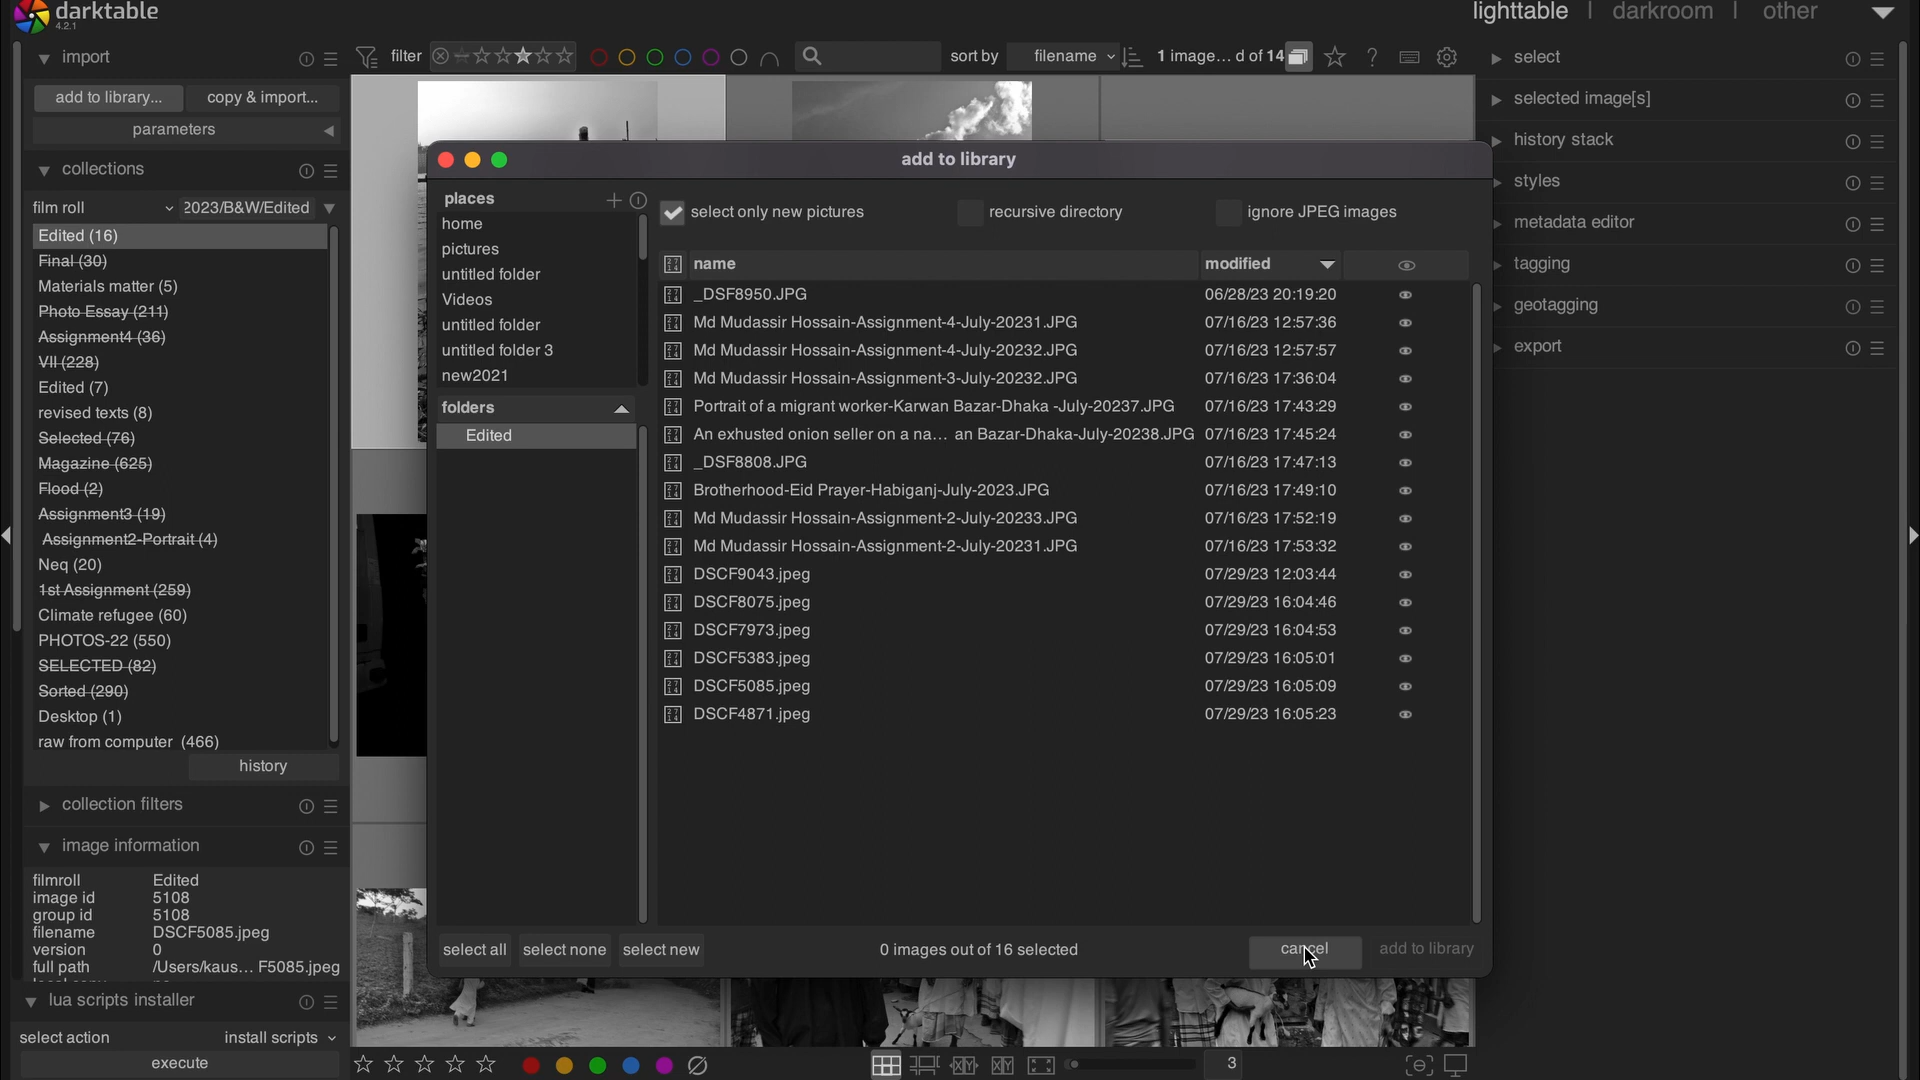 darktable
4.2.1
lighttable | darkroom | other
import
filter
sort by
filename
1 image... d of 14
select
add to library...
copy & import...
selected image[s]
parameters
history stack
collections
add to library
styles
film roll
2023/B&W/Edited
places
select only new pictures
recursive directory
ignore JPEG images
metadata editor
Edited (16)
home
Final (30)
pictures
name
modified
tagging
Materials matter (5)
untitled folder
_DSF8950.JPG
06/28/23 20:19:20
geotagging
Photo Essay (211)
Videos
Md Mudassir Hossain-Assignment-4-July-20231.JPG
07/16/23 12:57:36
Assignment4 (36)
untitled folder
Md Mudassir Hossain-Assignment-4-July-20232.JPG
07/16/23 12:57:57
export
VII (228)
untitled folder 3
Md Mudassir Hossain-Assignment-3-July-20232.JPG
07/16/23 17:36:04
Edited (7)
new2021
Portrait of a migrant worker-Karwan Bazar-Dhaka -July-20237.JPG
07/16/23 17:43:29
revised texts (8)
folders
An exhusted onion seller on a na... an Bazar-Dhaka-July-20238.JPG
07/16/23 17:45:24
Selected (76)
Edited
_DSF8808.JPG
07/16/23 17:47:13
Magazine (625)
Brotherhood-Eid Prayer-Habiganj-July-2023.JPG
07/16/23 17:49:10
Flood (2)
Md Mudassir Hossain-Assignment-2-July-20233.JPG
07/16/23 17:52:19
Assignment3 (19)
Md Mudassir Hossain-Assignment-2-July-20231.JPG
07/16/23 17:53:32
Assignment2-Portrait (4)
DSCF9043.jpeg
07/29/23 12:03:44
Neq (20)
DSCF8075.jpeg
07/29/23 16:04:46
1st Assignment (259)
DSCF7973.jpeg
07/29/23 16:04:53
Climate refugee (60)
DSCF5383.jpeg
07/29/23 16:05:01
PHOTOS-22 (550)
DSCF5085.jpeg
07/29/23 16:05:09
SELECTED (82)
DSCF4871.jpeg
07/29/23 16:05:23
Sorted (290)
Desktop (1)
raw from computer (466)
history
collection filters
image information
filmroll Edited
image id 5108
group id 5108
filename DSCF5085.jpeg
version 0
full path /Users/kaus... F5085.jpeg
select all
select none
select new
0 images out of 16 selected
cancel
add to library
lua scripts installer
select action
install scripts
execute
3